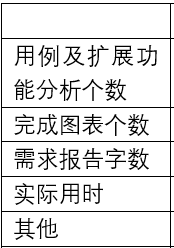 用例及扩展功
能分析个数
完成图表个数
需求报告字数
实际用时
其他